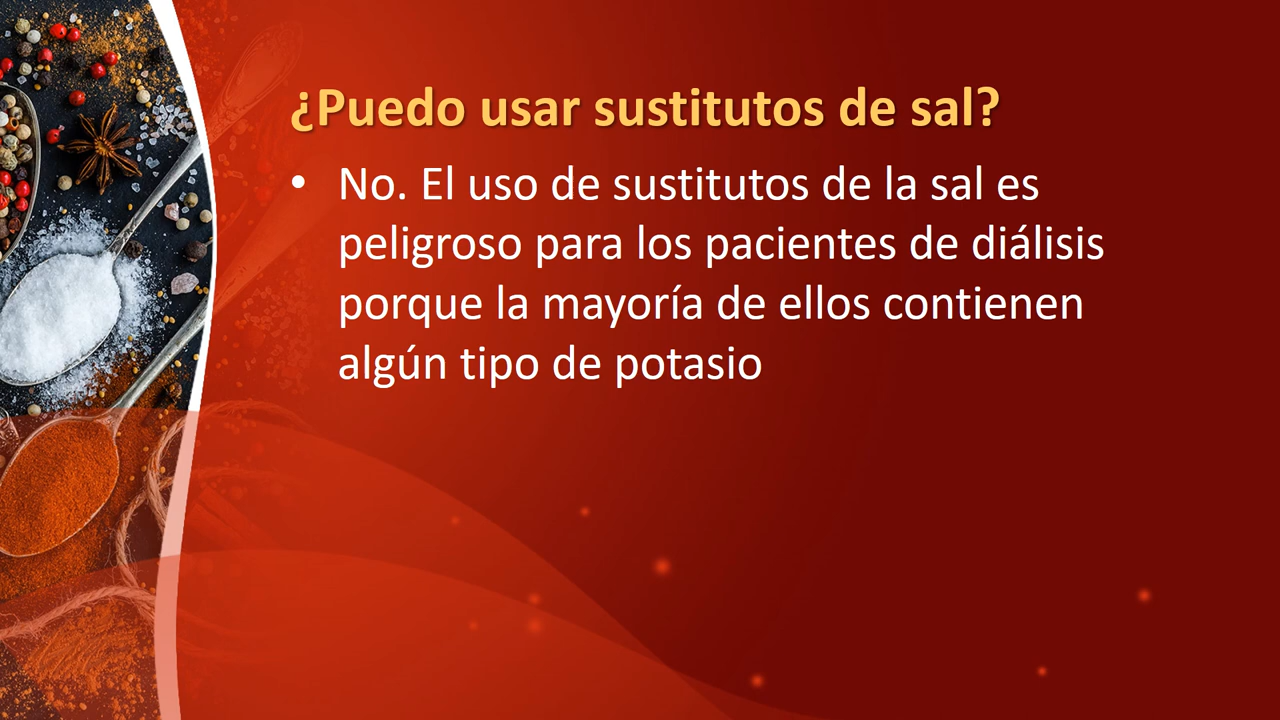 ¿Puedo usar sustitutos de sal?
• No. El uso de sustitutos de la sal es
peligroso para los pacientes de diálisis
porque la mayoría de ellos contienen
algún tipo de potasio